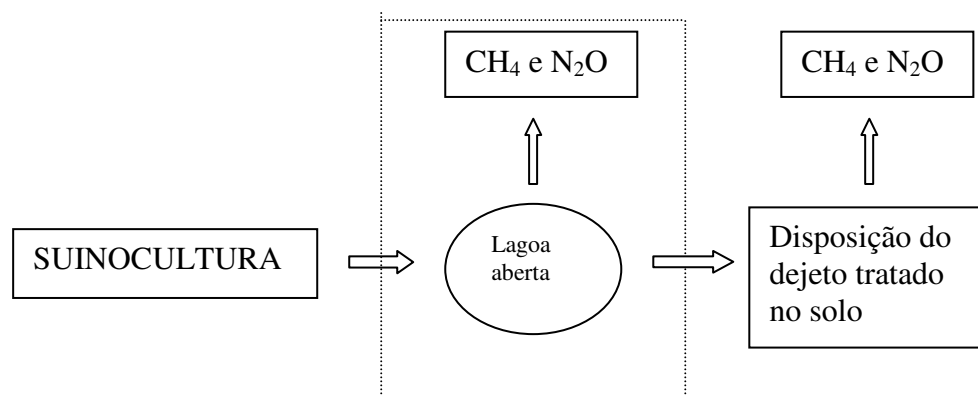 CH₄ e N₂O
CH₄ e N₂O
SUINOCULTURA
Lagoa
aberta
Disposição do
dejeto tratado
no solo